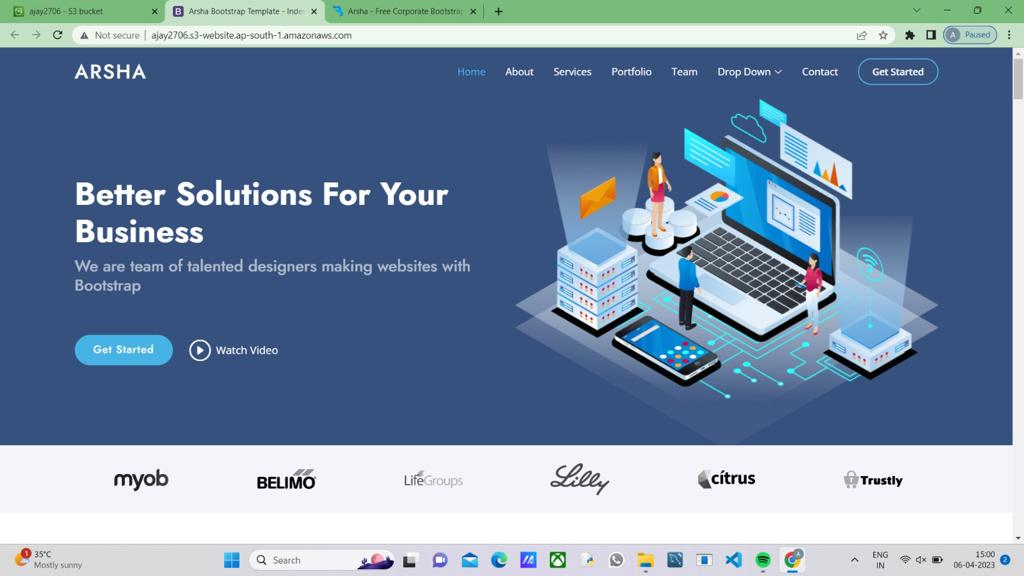 ajay2706 - S3 bucket
Arsha Bootstrap Template - Index
Arsha - Free Corporate Bootstrap
Not secure
ajay2706.s3-website.ap-south-1.amazonaws.com
A
Paused
ARSHA
Home
About
Services
Portfolio
Team
Drop Down
Contact
Get Started
Better Solutions For Your
Business
We are team of talented designers making websites with
Bootstrap
Get Started
Watch Video
myob
BELIMO
LifeGroups
Lilly
citrus
Trustly
1
35°C
Mostly sunny
Search
ENG
IN
15:00
06-04-2023
2